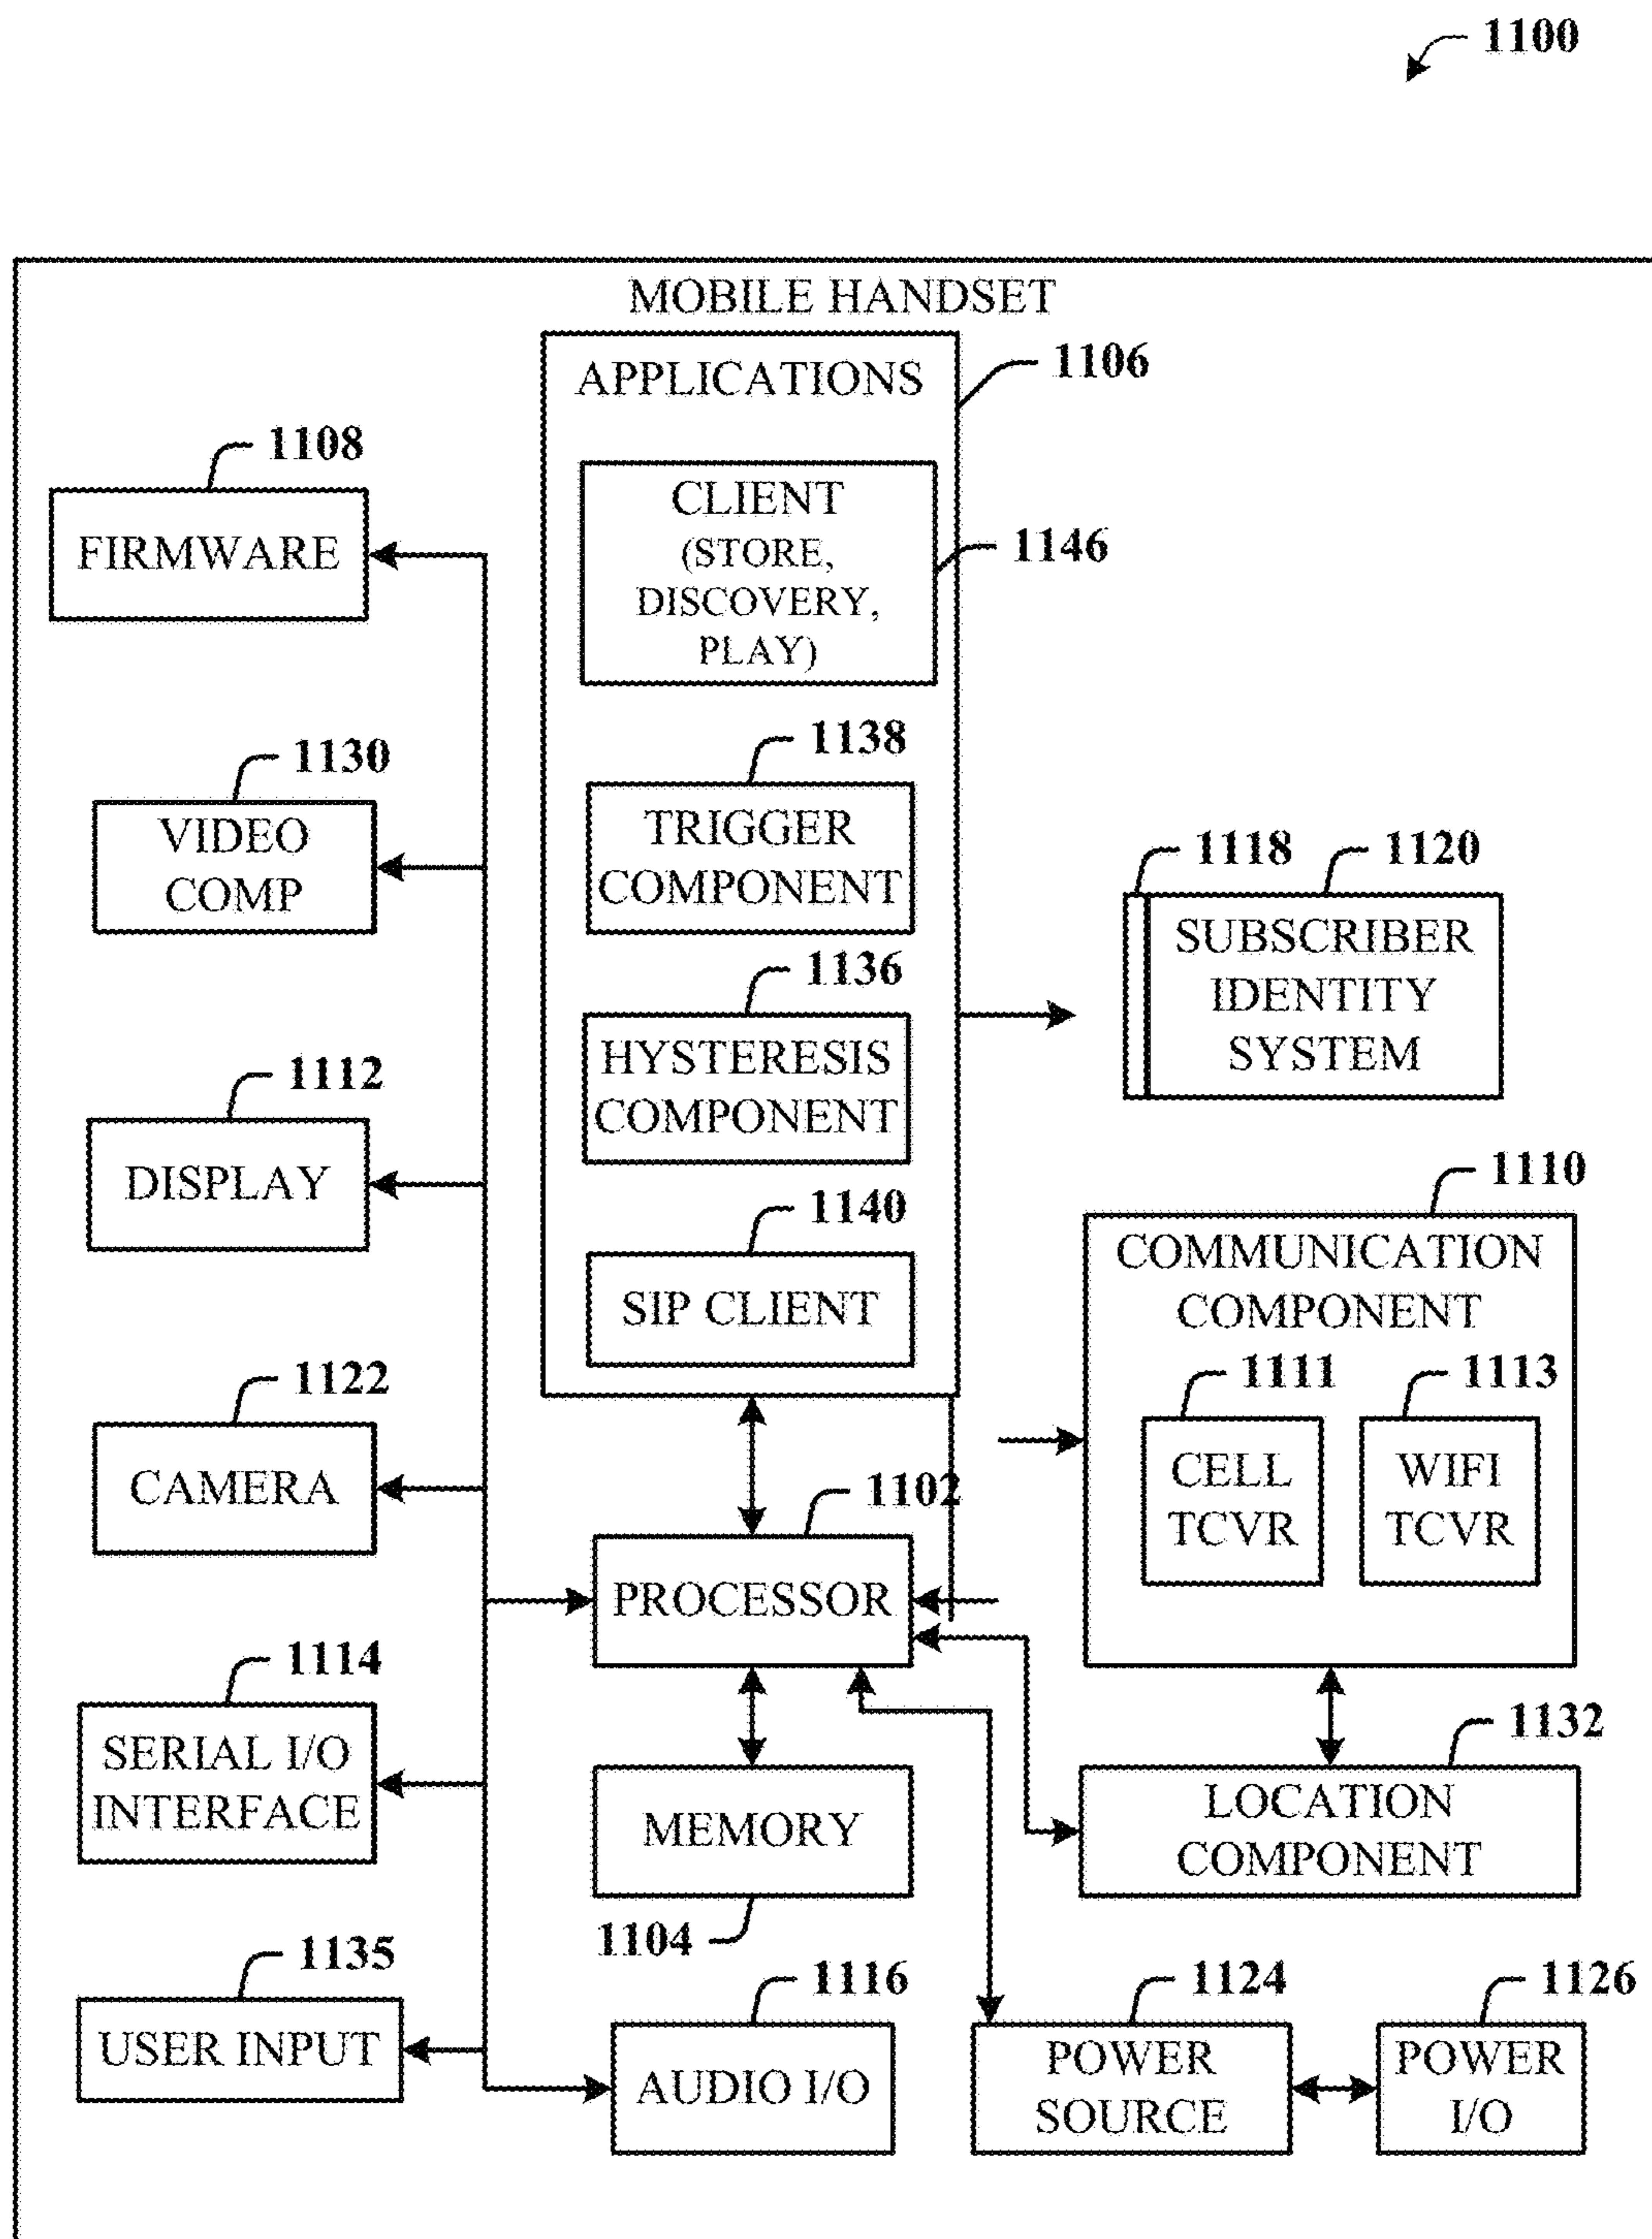 1100
MOBILE HANDSET
APPLICATIONS
1106
CLIENT
(STORE,
DISCOVERY,
PLAY)
1146
1138
TRIGGER
COMPONENT
1136
HYSTERESIS
COMPONENT
1140
SIP CLIENT
1108
FIRMWARE
1130
VIDEO
COMP
1112
DISPLAY
1122
CAMERA
1114
SERIAL I/O
INTERFACE
1135
USER INPUT
1118
1120
SUBSCRIBER
IDENTITY
SYSTEM
1110
COMMUNICATION
COMPONENT
1111
CELL
TCVR
1113
WIFI
TCVR
1102
PROCESSOR
MEMORY
1104
1132
LOCATION
COMPONENT
1116
AUDIO I/O
1124
POWER
SOURCE
1126
POWER
I/O